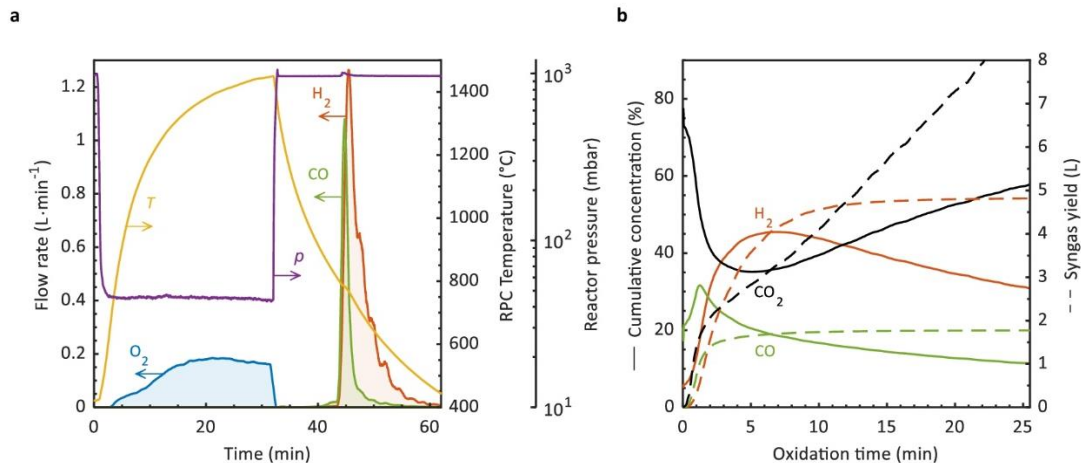 a
Flow rate (L·min⁻¹)
1.2
1
0.8
0.6
0.4
0.2
0
T
O₂
H₂
CO
p
1400
1200
1000
800
600
400
RPC Temperature (°C)
10³
10²
10¹
Reactor pressure (mbar)
0 20 40 60
Time (min)
b
Cumulative concentration (%)
80
60
40
20
0
H₂
CO₂
CO
8
7
6
5
4
3
2
1
0
Syngas yield (L)
0 5 10 15 20 25
Oxidation time (min)